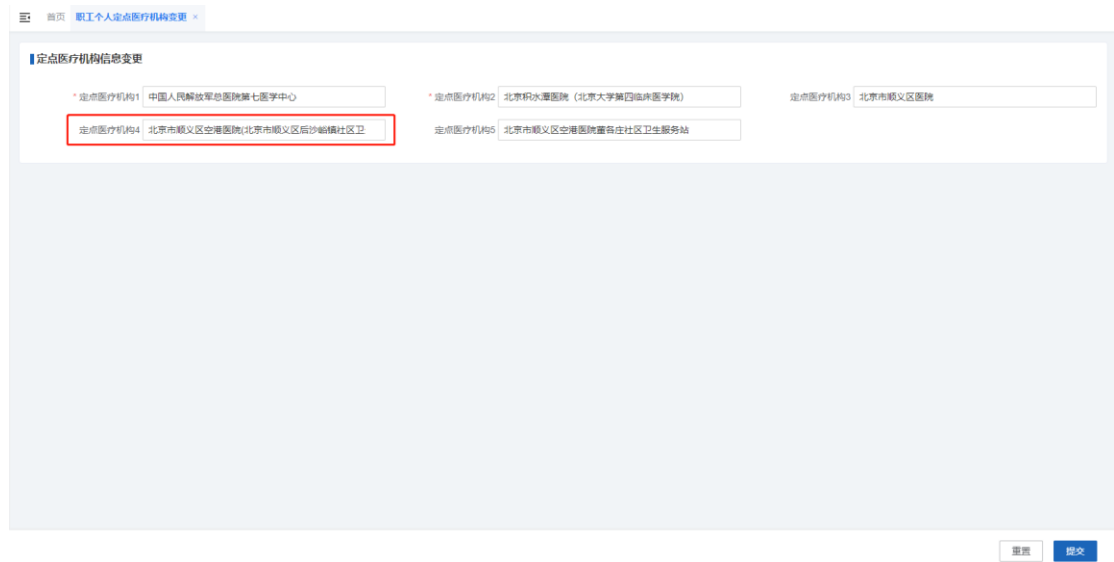 首页 职工个人定点医疗机构变更 ×
定点医疗机构信息变更
* 定点医疗机构1 中国人民解放军总医院第七医学中心 * 定点医疗机构2 北京积水潭医院（北京大学第四临床医学院） 定点医疗机构3 北京市顺义区医院
定点医疗机构4 北京市顺义区空港医院(北京市顺义区后沙峪镇社区卫 定点医疗机构5 北京市顺义区空港医院董各庄社区卫生服务站
重置 提交